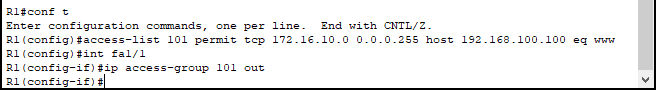 R1#conf t
Enter configuration commands, one per line.  End with CNTL/Z.
R1(config)#access-list 101 permit tcp 172.16.10.0 0.0.0.255 host 192.168.100.100 eq www
R1(config)#int fa1/1
R1(config-if)#ip access-group 101 out
R1(config-if)#